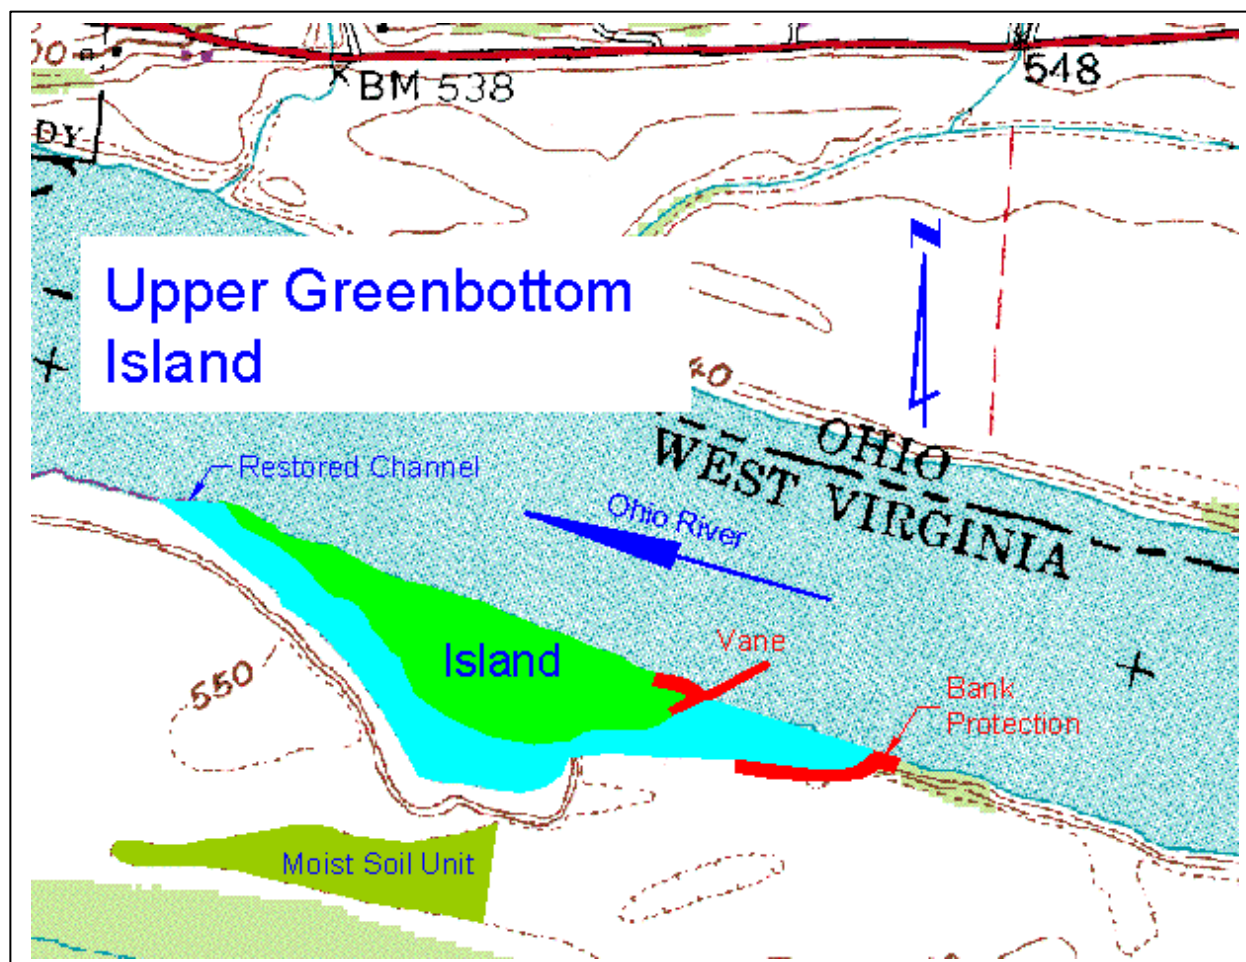 00
BM 538
548
DY
Upper Greenbottom
Island
40
OHIO
WEST VIRGINIA
Restored Channel
Ohio River
Vane
Island
Bank
Protection
550
Moist Soil Unit